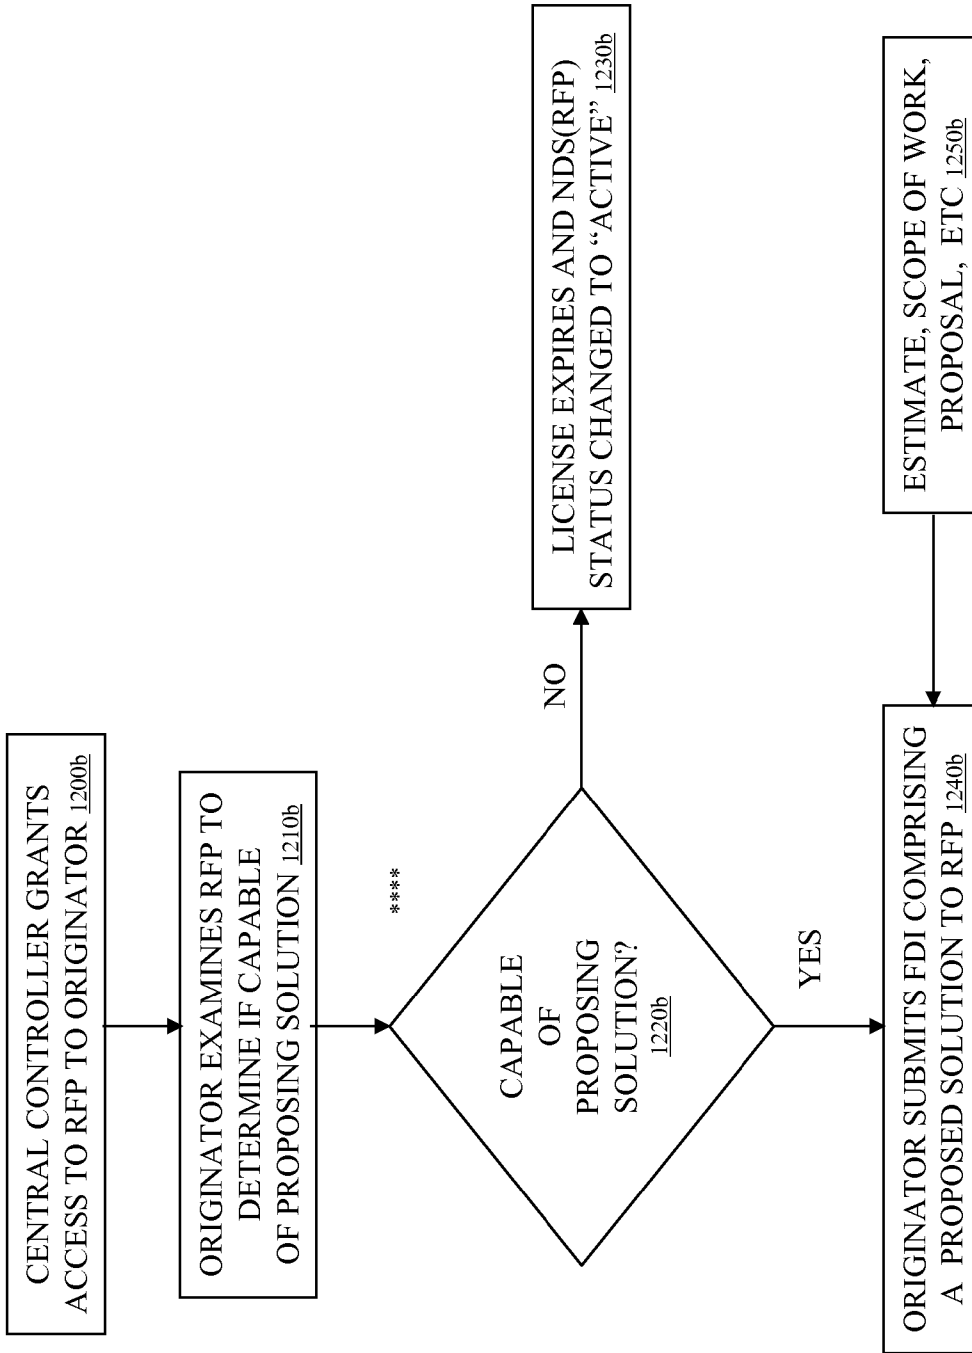 CENTRAL CONTROLLER GRANTS
ACCESS TO RFP TO ORIGINATOR 1200b
ORIGINATOR EXAMINES RFP TO
DETERMINE IF CAPABLE
OF PROPOSING SOLUTION 1210b
****
CAPABLE
OF
PROPOSING
SOLUTION?
1220b
NO
LICENSE EXPIRES AND NDS(RFP)
STATUS CHANGED TO “ACTIVE” 1230b
YES
ORIGINATOR SUBMITS FDI COMPRISING
A PROPOSED SOLUTION TO RFP 1240b
ESTIMATE, SCOPE OF WORK,
PROPOSAL, ETC 1250b